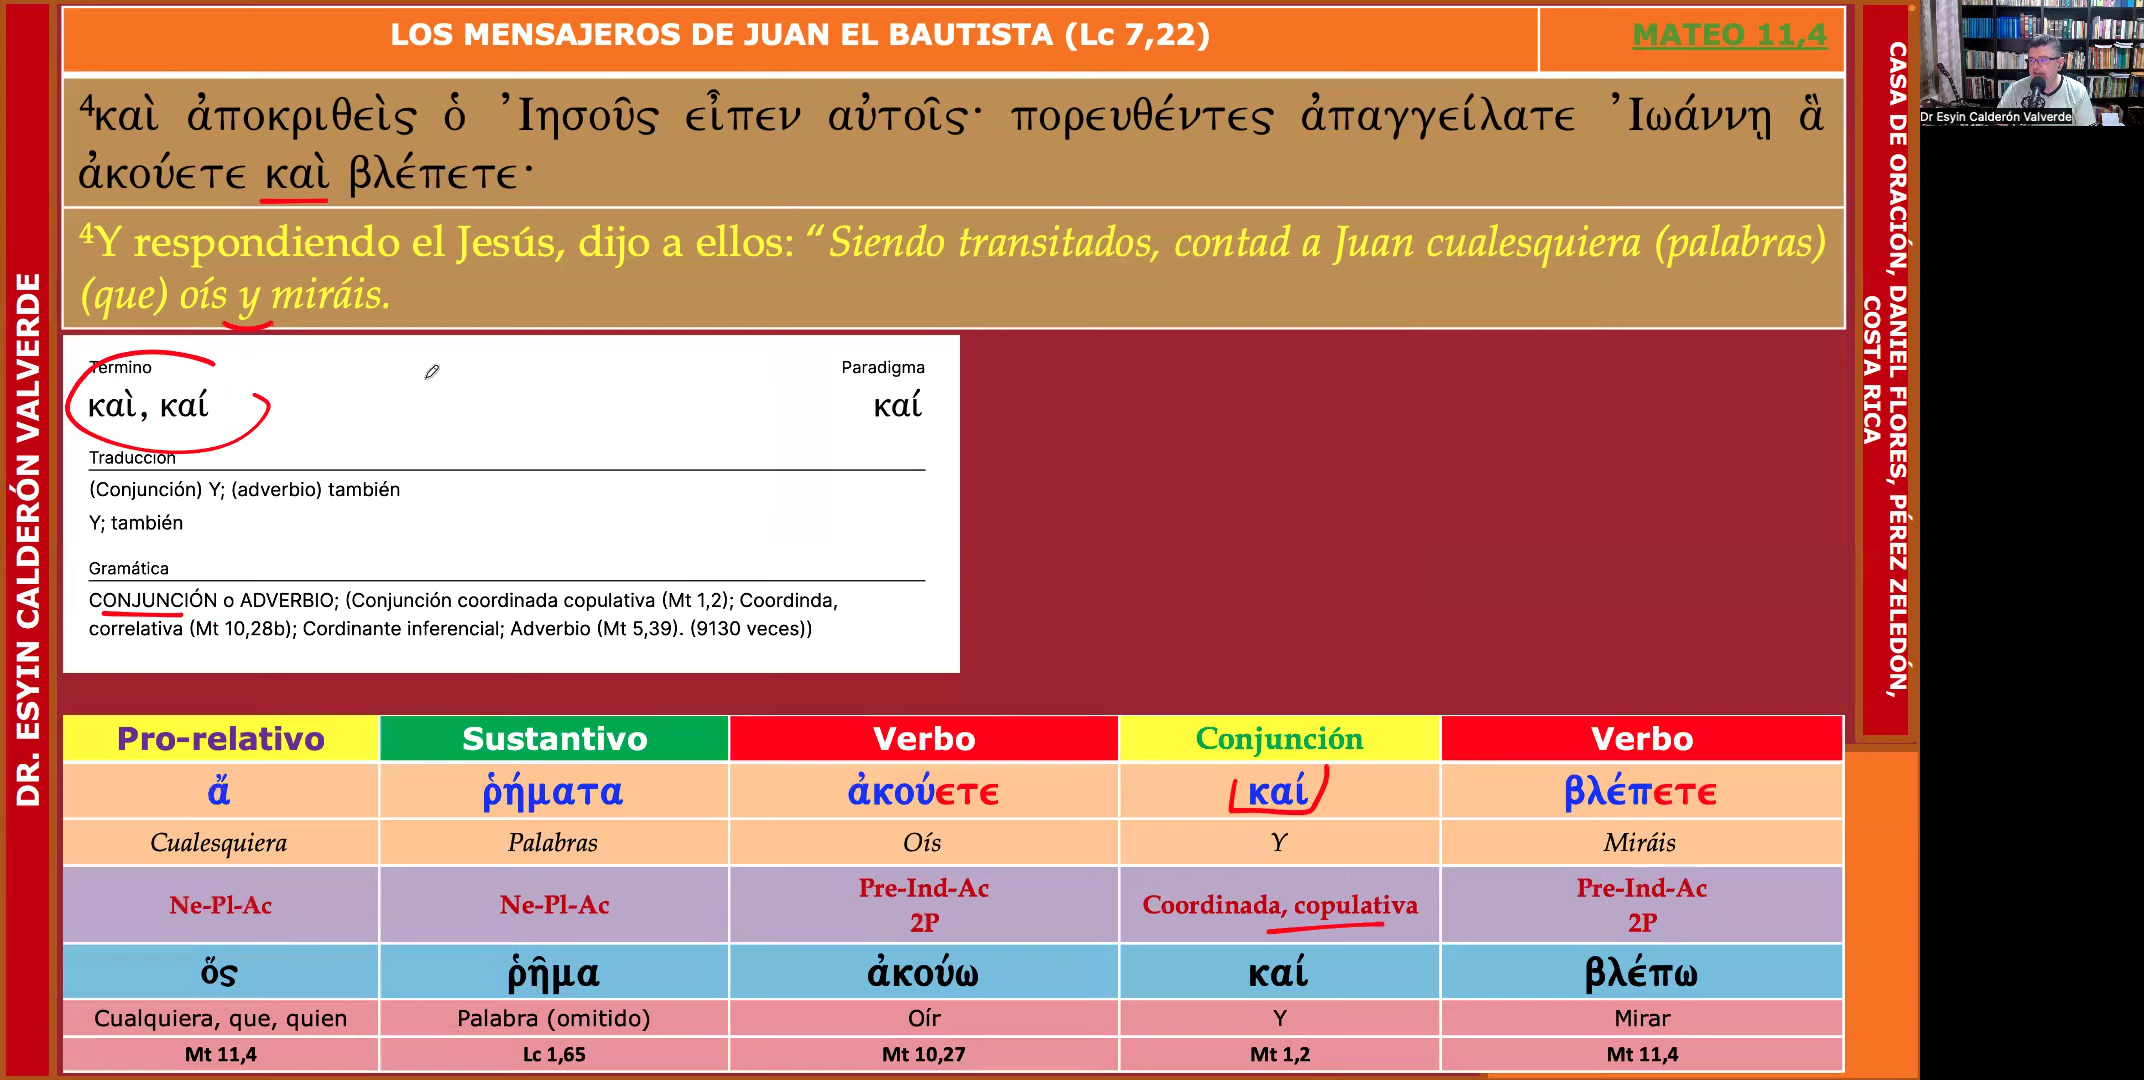 LOS MENSAJEROS DE JUAN EL BAUTISTA (Lc 7,22)
MATEO 11,4
⁴καὶ ἀποκριθεὶς ὁ Ἰησοῦς εἶπεν αὐτοῖς· πορευθέντες ἀπαγγείλατε Ἰωάννῃ ἃ
ἀκούετε καὶ βλέπετε·
⁴Y respondiendo el Jesús, dijo a ellos: “Siendo transitados, contad a Juan cualesquiera (palabras)
(que) oís y miráis.
Término Paradigma
καὶ, καί καί
Traducción
(Conjunción) Y; (adverbio) también
Y; también
Gramática
CONJUNCIÓN o ADVERBIO; (Conjunción coordinada copulativa (Mt 1,2); Coordinda,
correlativa (Mt 10,28b); Cordinante inferencial; Adverbio (Mt 5,39). (9130 veces))
Pro-relativo Sustantivo Verbo Conjunción Verbo
ἅ ῥήματα ἀκούετε καί βλέπετε
Cualesquiera Palabras Oís Y Miráis
Ne-Pl-Ac Ne-Pl-Ac Pre-Ind-Ac 2P Coordinada, copulativa Pre-Ind-Ac 2P
ὅς ῥῆμα ἀκούω καί βλέπω
Cualquiera, que, quien Palabra (omitido) Oír Y Mirar
Mt 11,4 Lc 1,65 Mt 10,27 Mt 1,2 Mt 11,4
DR. ESYIN CALDERÓN VALVERDE
CASA DE ORACIÓN, DANIEL FLORES, PÉREZ ZELEDÓN,
COSTA RICA
Dr Esyin Calderón Valverde